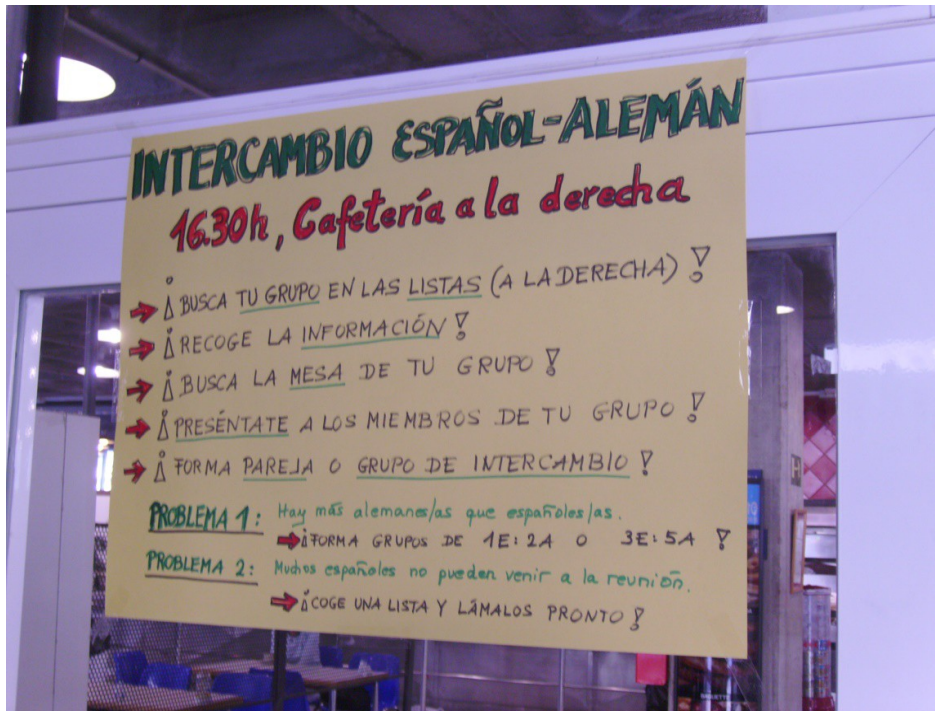 INTERCAMBIO ESPAÑOL-ALEMÁN
16.30h, Cafetería a la derecha
¡BUSCA TU GRUPO EN LAS LISTAS (A LA DERECHA)!
¡RECOGE LA INFORMACIÓN!
¡BUSCA LA MESA DE TU GRUPO!
¡PRESÉNTATE A LOS MIEMBROS DE TU GRUPO!
¡FORMA PAREJA O GRUPO DE INTERCAMBIO!
PROBLEMA 1: Hay más alemanes/as que españoles/as.
¡FORMA GRUPOS DE 1E:2A O 3E:5A!
PROBLEMA 2: Muchos españoles no pueden venir a la reunión.
¡COGE UNA LISTA Y LÁMALOS PRONTO!